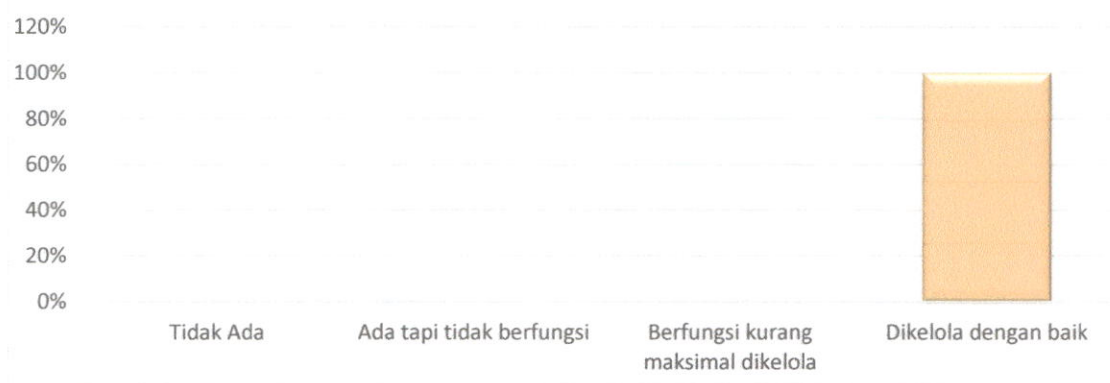 120%
100%
80%
60%
40%
20%
0%
Tidak Ada
Ada tapi tidak berfungsi
Berfungsi kurang
maksimal dikelola
Dikelola dengan baik